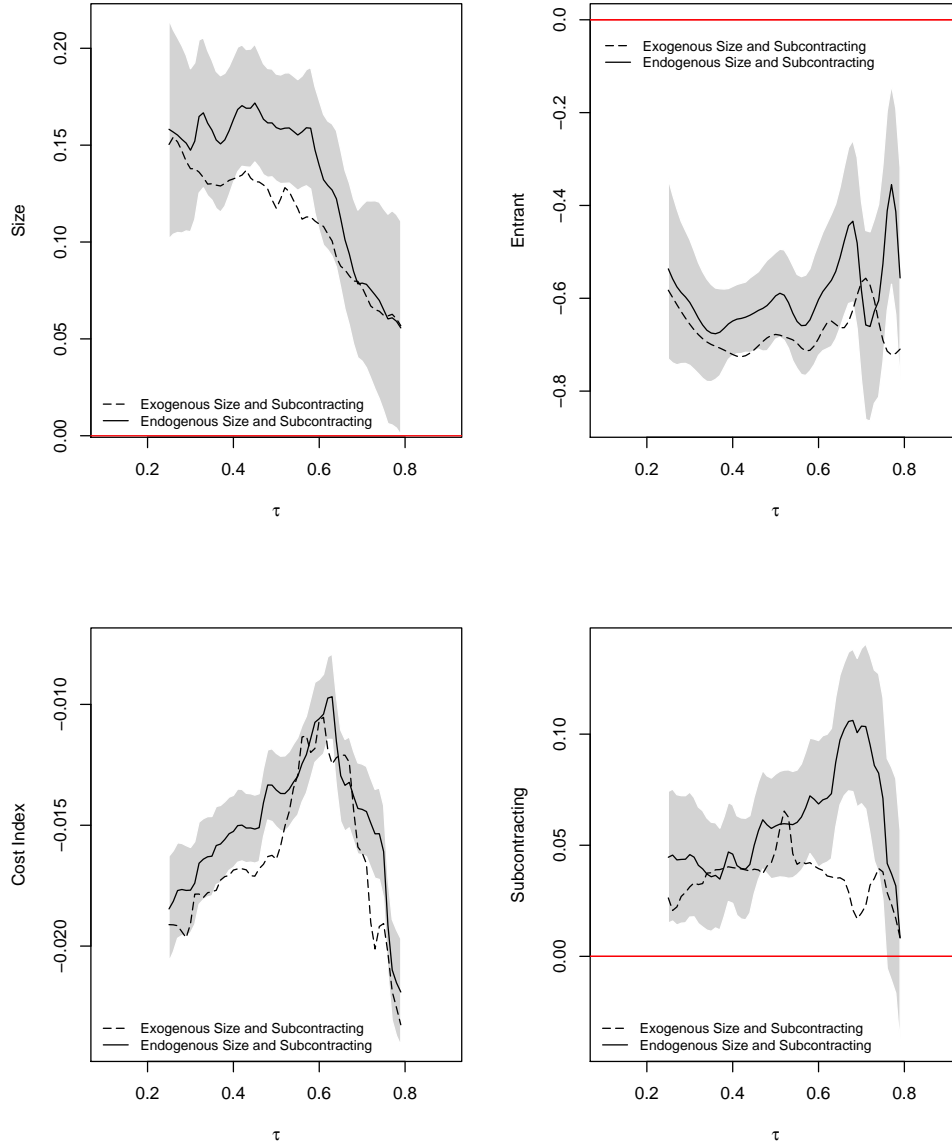 Size
0.00
0.05
0.10
0.15
0.20
Exogenous Size and Subcontracting
Endogenous Size and Subcontracting
0.2
0.4
0.6
0.8
τ
Entrant
−0.8
−0.6
−0.4
−0.2
0.0
Exogenous Size and Subcontracting
Endogenous Size and Subcontracting
0.2
0.4
0.6
0.8
τ
Cost Index
−0.020
−0.015
−0.010
Exogenous Size and Subcontracting
Endogenous Size and Subcontracting
0.2
0.4
0.6
0.8
τ
Subcontracting
0.00
0.05
0.10
Exogenous Size and Subcontracting
Endogenous Size and Subcontracting
0.2
0.4
0.6
0.8
τ